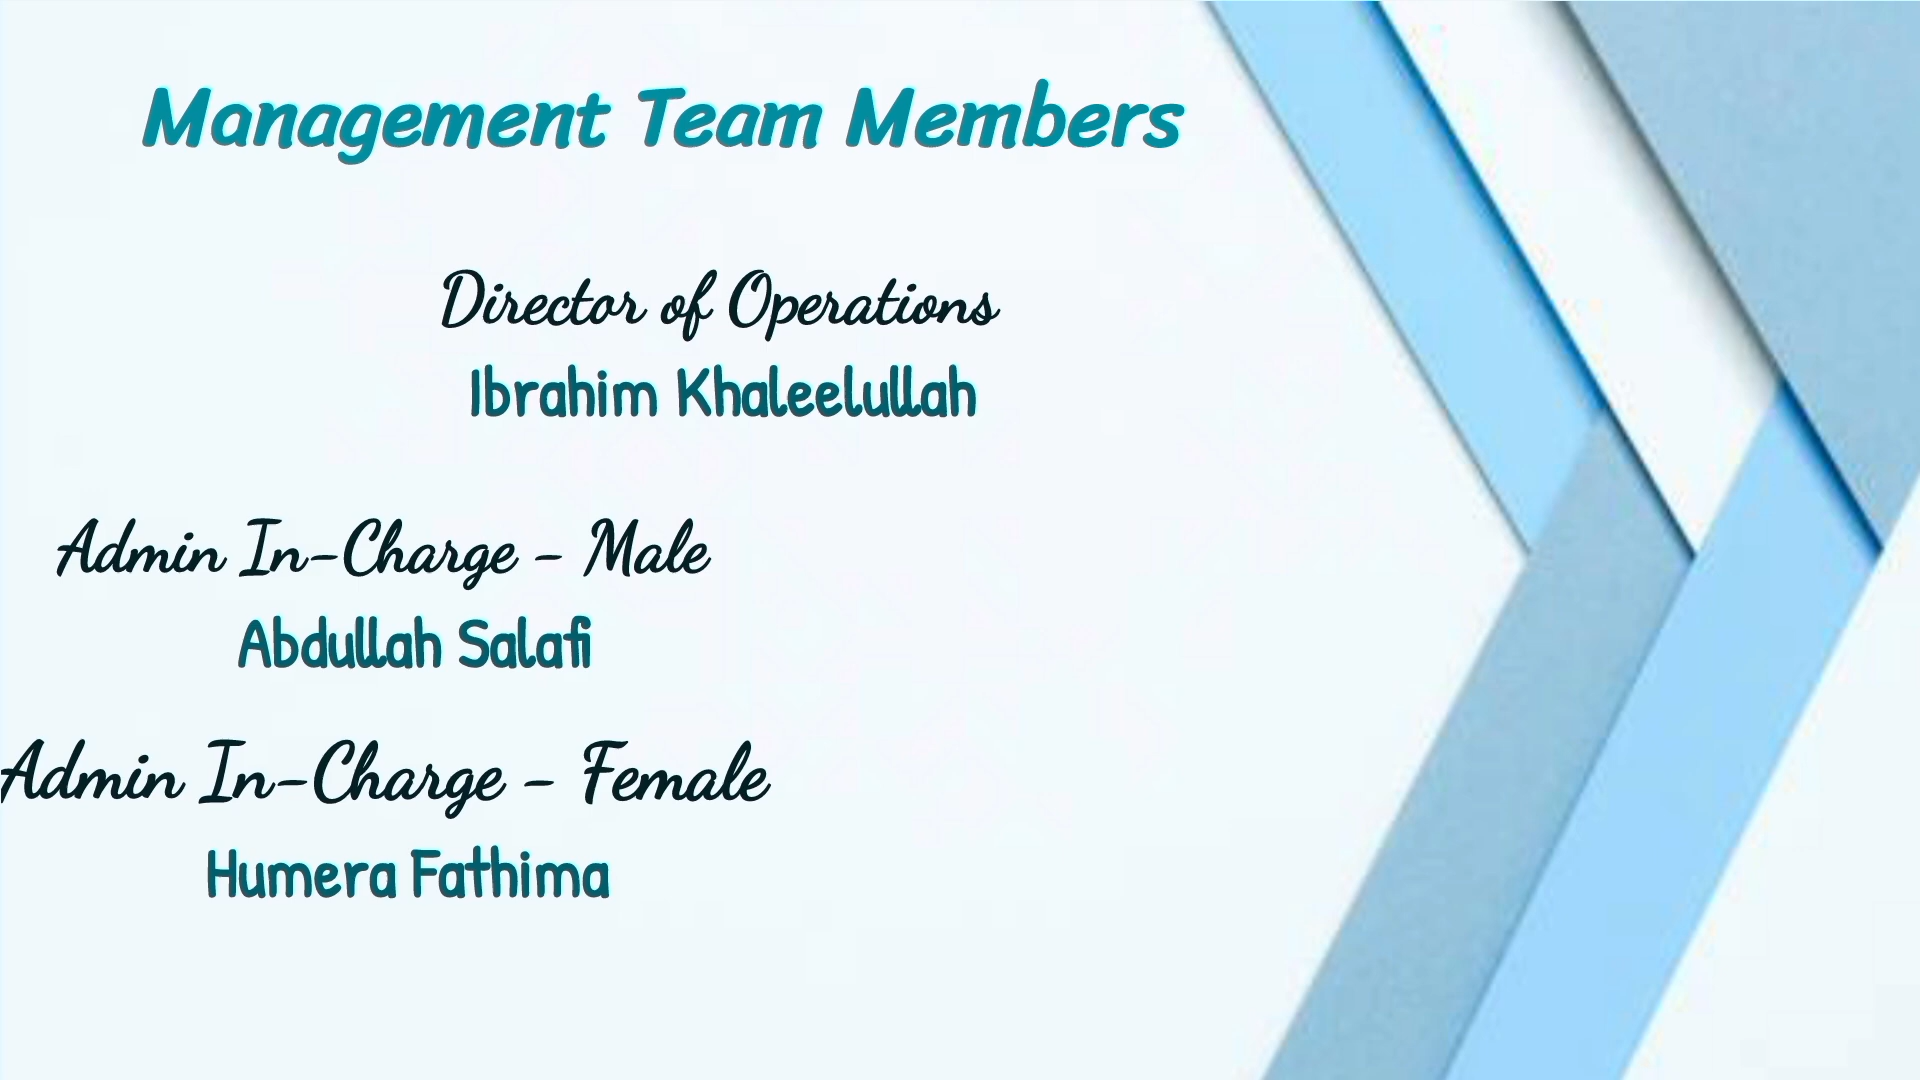 Management Team Members
Director of Operations
Ibrahim Khaleelullah
Admin In-Charge - Male
Abdullah Salafi
Admin In-Charge - Female
Humera Fathima